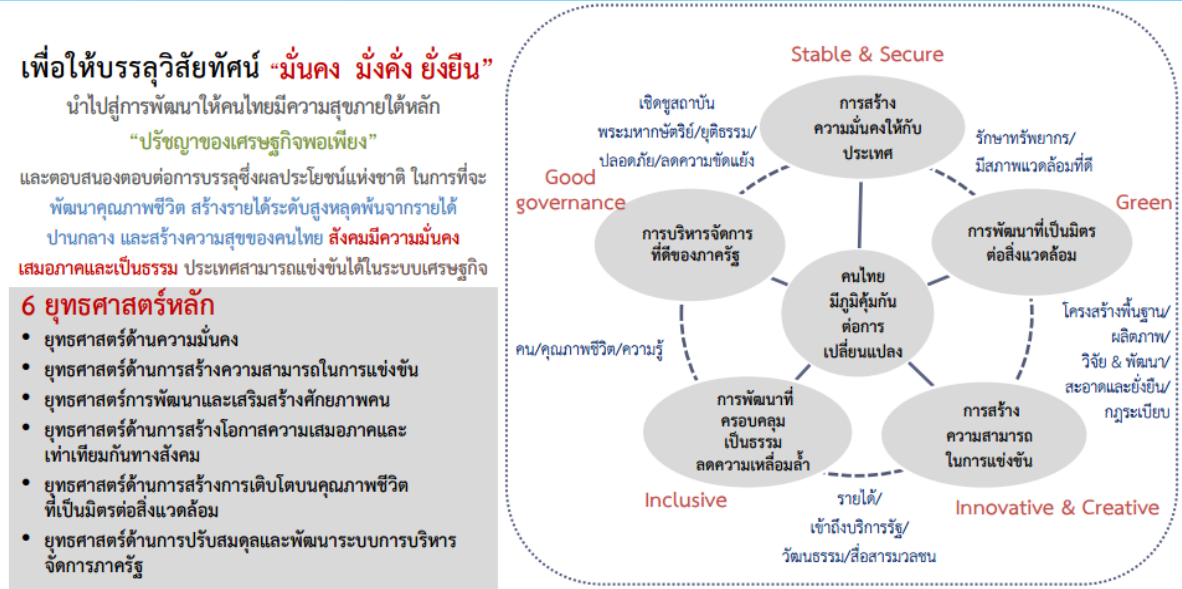 เพื่อให้บรรลุวิสัยทัศน์ “มั่นคง มั่งคั่ง ยั่งยืน”
นำไปสู่การพัฒนาให้คนไทยมีความสุขภายใต้หลัก
“ปรัชญาของเศรษฐกิจพอเพียง”
และตอบสนองตอบต่อการบรรลุซึ่งผลประโยชน์แห่งชาติ ในการที่จะ
พัฒนาคุณภาพชีวิต สร้างรายได้ระดับสูงหลุดพ้นจากรายได้
ปานกลาง และสร้างความสุขของคนไทย สังคมมีความมั่นคง
เสมอภาคและเป็นธรรม ประเทศสามารถแข่งขันได้ในระบบเศรษฐกิจ
6 ยุทธศาสตร์หลัก
• ยุทธศาสตร์ด้านความมั่นคง
• ยุทธศาสตร์ด้านการสร้างความสามารถในการแข่งขัน
• ยุทธศาสตร์การพัฒนาและเสริมสร้างศักยภาพคน
• ยุทธศาสตร์ด้านการสร้างโอกาสความเสมอภาคและ
เท่าเทียมกันทางสังคม
• ยุทธศาสตร์ด้านการสร้างการเติบโตบนคุณภาพชีวิต
ที่เป็นมิตรต่อสิ่งแวดล้อม
• ยุทธศาสตร์ด้านการปรับสมดุลและพัฒนาระบบการบริหาร
จัดการภาครัฐ
Stable & Secure
การสร้าง
ความมั่นคงให้กับ
ประเทศ
เชิดชูสถาบัน
พระมหากษัตริย์/ยุติธรรม/
ปลอดภัย/ลดความขัดแย้ง
รักษาทรัพยากร/
มีสภาพแวดล้อมที่ดี
Good
governance
การบริหารจัดการ
ที่ดีของภาครัฐ
Green
การพัฒนาที่เป็นมิตร
ต่อสิ่งแวดล้อม
คนไทย
มีภูมิคุ้มกัน
ต่อการ
เปลี่ยนแปลง
คน/คุณภาพชีวิต/ความรู้
โครงสร้างพื้นฐาน/
ผลิตภาพ/
วิจัย & พัฒนา/
สะอาดและยั่งยืน/
กฎระเบียบ
การพัฒนาที่
ครอบคลุม
เป็นธรรม
ลดความเหลื่อมล้ำ
Inclusive
การสร้าง
ความสามารถ
ในการแข่งขัน
Innovative & Creative
รายได้/
เข้าถึงบริการรัฐ/
วัฒนธรรม/สื่อสารมวลชน